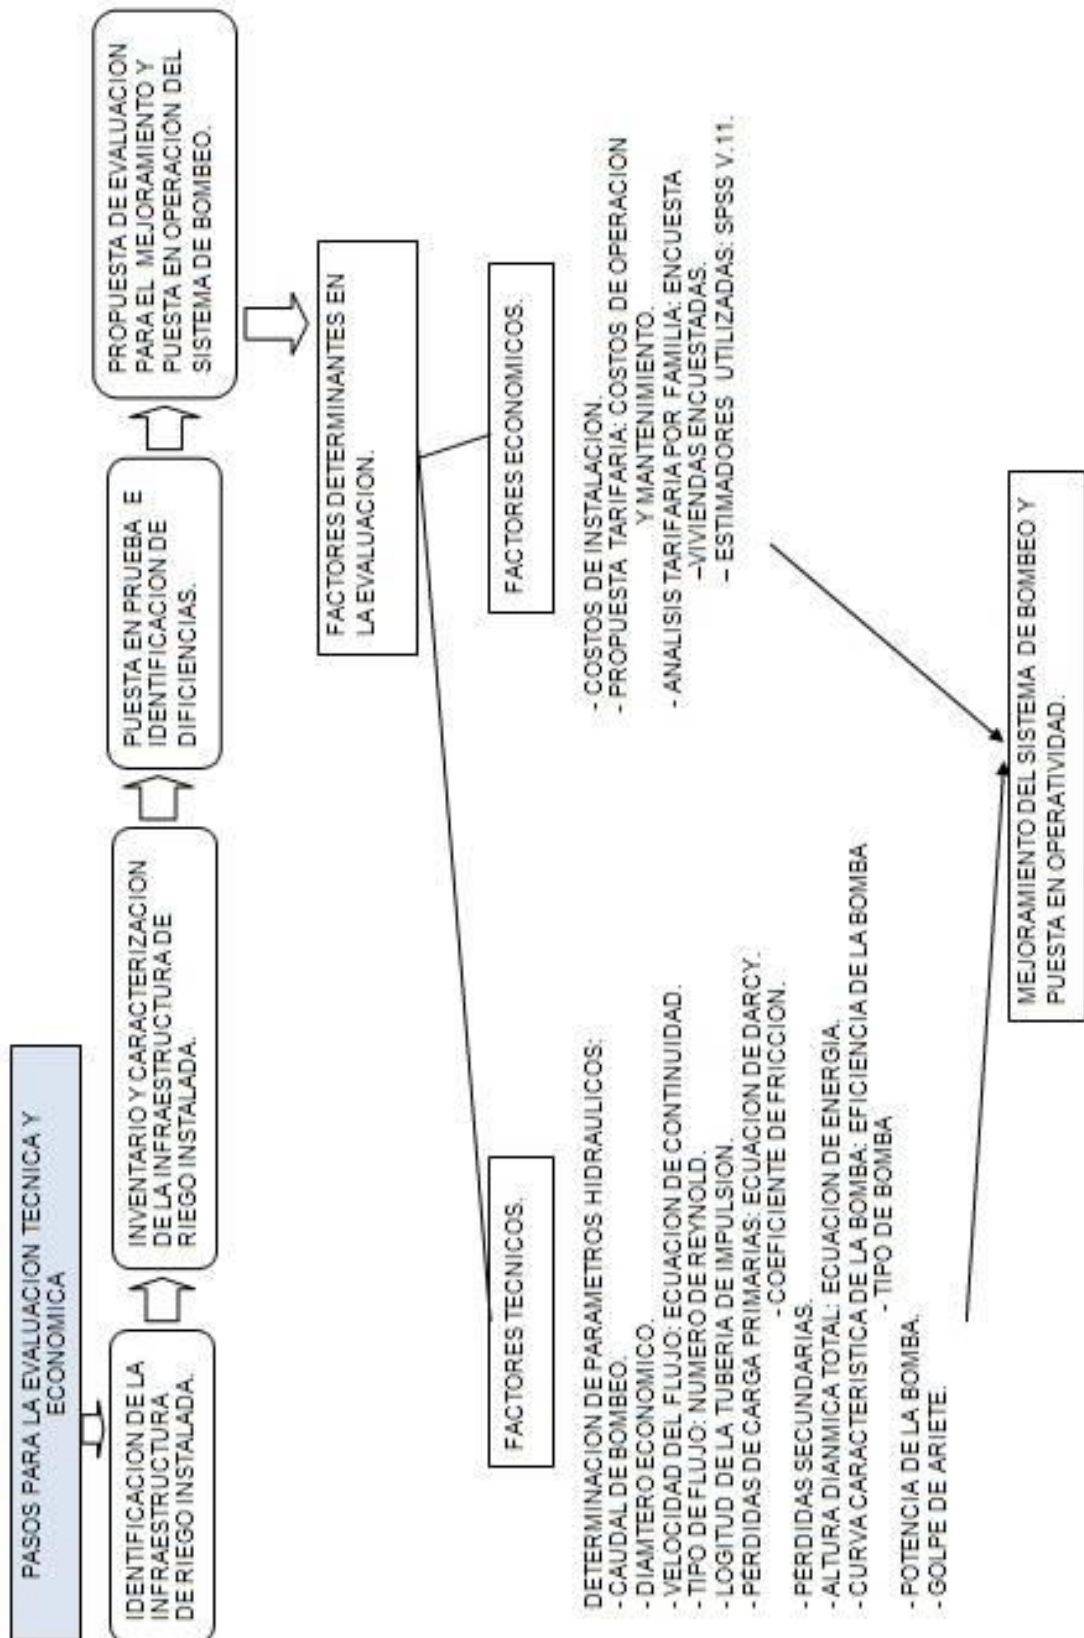 PASOS PARA LA EVALUACION TECNICA Y
ECONOMICA
IDENTIFICACION DE LA
INFRAESTRUCTURA
DE RIEGO INSTALADA.
INVENTARIO Y CARACTERIZACION
DE LA INFRAESTRUCTURA DE
RIEGO INSTALADA.
PUESTA EN PRUEBA E
IDENTIFICACION DE
DIFICIENCIAS.
PROPUESTA DE EVALUACION
PARA EL MEJORAMIENTO Y
PUESTA EN OPERACIÓN DEL
SISTEMA DE BOMBEO.
FACTORES DETERMINANTES EN
LA EVALUACION.
FACTORES TECNICOS.
DETERMINACION DE PARAMETROS HIDRAULICOS:
- CAUDAL DE BOMBEO.
- DIAMTERO ECONOMICO.
- VELOCIDAD DEL FLUJO: ECUACION DE CONTINUIDAD.
- TIPO DE FLUJO: NUMERO DE REYNOLD.
- LOGITUD DE LA TUBERIA DE IMPULSION.
- PÉRDIDAS DE CARGA PRIMARIAS: ECUACION DE DARCY.
- COEFICIENTE DE FRICCION.
- PERDIDAS SECUNDARIAS.
- ALTURA DIANMICA TOTAL: ECUACION DE ENERGIA.
- CURVA CARACTERISTICA DE LA BOMBA: EFICIENCIA DE LA BOMBA
- TIPO DE BOMBA
- POTENCIA DE LA BOMBA.
- GOLPE DE ARIETE.
FACTORES ECONOMICOS.
- COSTOS DE INSTALACION.
- PROPUESTA TARIFARIA: COSTOS DE OPERACION
Y MANTENIMIENTO.
- ANALISIS TARIFARIA POR FAMILIA: ENCUESTA
–VIVIENDAS ENCUESTADAS.
– ESTIMADORES UTILIZADAS: SPSS V.11.
MEJORAMIENTO DEL SISTEMA DE BOMBEO Y
PUESTA EN OPERATIVIDAD.